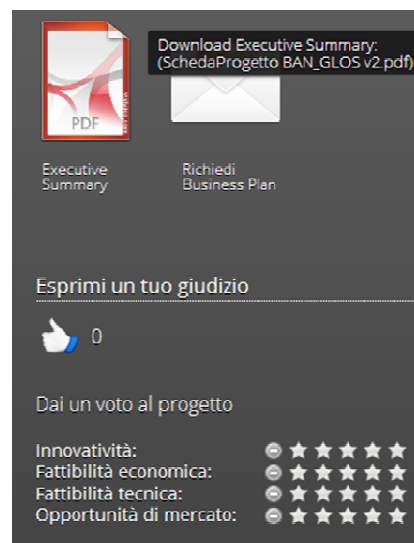 Download Executive Summary:
(SchedaProgetto BAN_GLOS v2.pdf)
PDF
Executive
Summary
Richiedi
Business Plan
Esprimi un tuo giudizio
0
Dai un voto al progetto
Innovatività:
Fattibilità economica:
Fattibilità tecnica:
Opportunità di mercato: